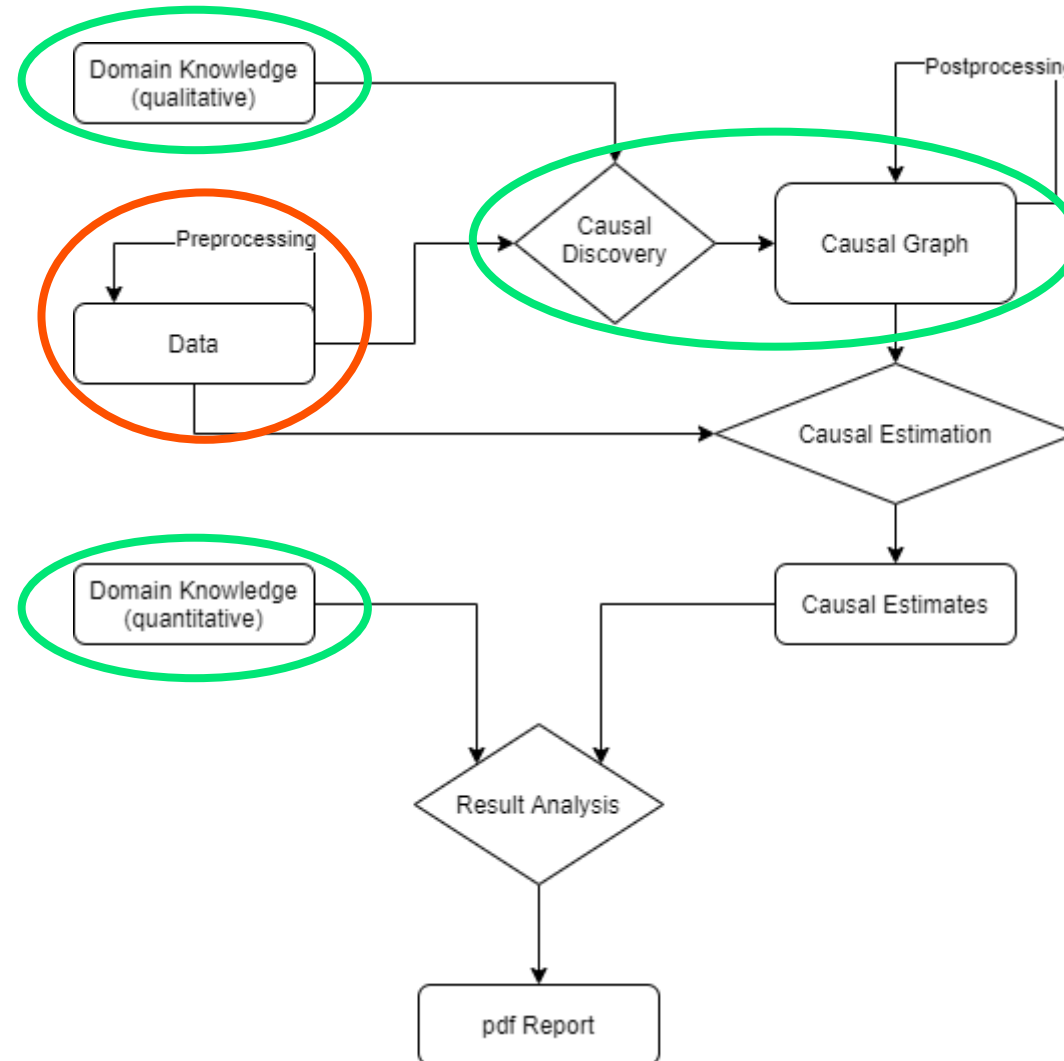 Domain Knowledge
(qualitative)
Postprocessing
Preprocessing
Causal
Discovery
Causal Graph
Data
Causal Estimation
Domain Knowledge
(quantitative)
Causal Estimates
Result Analysis
pdf Report